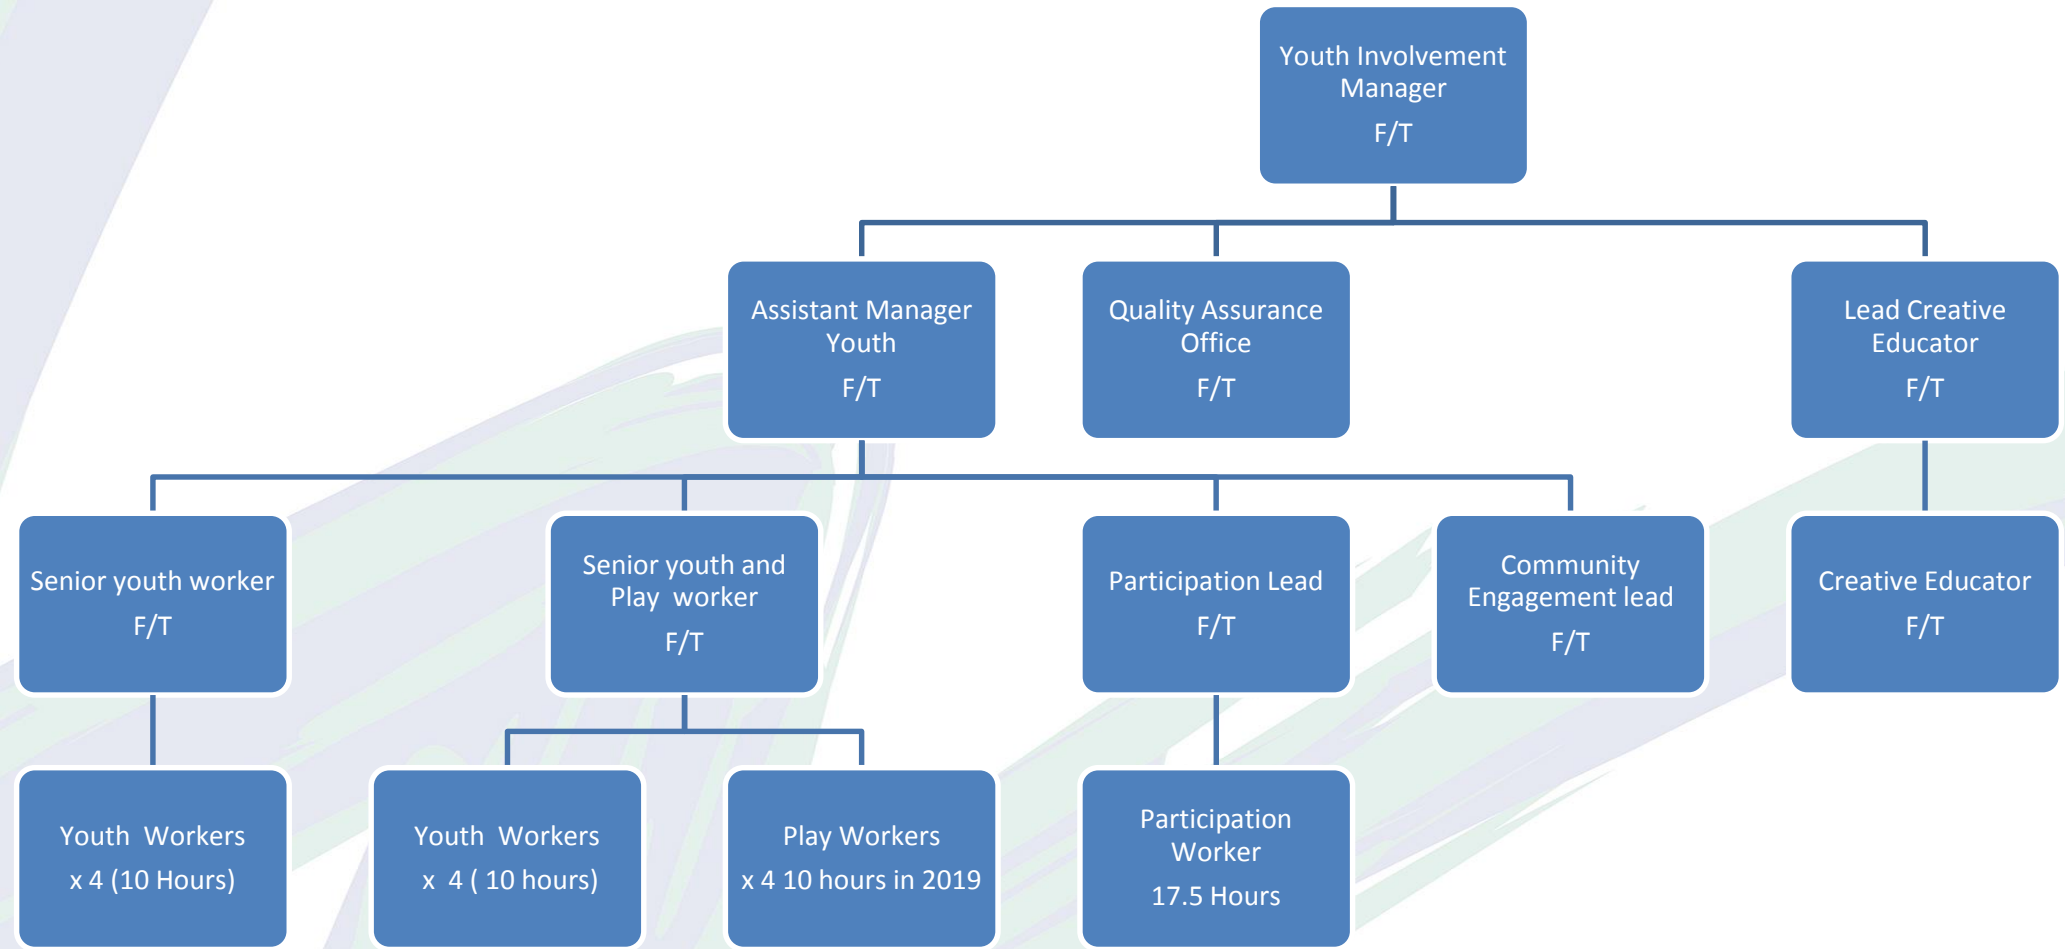 Youth Involvement
Manager
F/T
Assistant Manager
Youth
F/T
Quality Assurance
Office
F/T
Lead Creative
Educator
F/T
Senior youth worker
F/T
Senior youth and
Play  worker
F/T
Participation Lead
F/T
Community
Engagement lead
F/T
Creative Educator
F/T
Youth  Workers
x 4 (10 Hours)
Youth  Workers
x  4 ( 10 hours)
Play Workers
x 4 10 hours in 2019
Participation
Worker
17.5 Hours